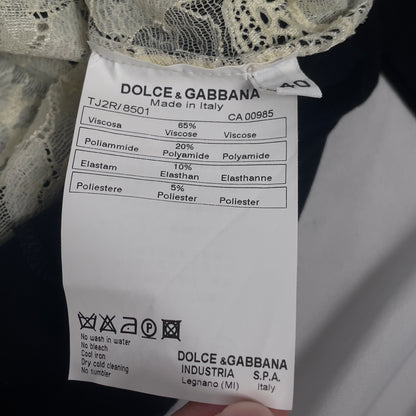 40
DOLCE & GABBANA
Made in Italy
TJ2R/8501 CA 00985
Viscosa 65% Viscose Viscose
Poliammide 20% Polyamide Polyamide
Elastam 10% Elasthan Elasthanne
Poliestere 5% Poliester Poliester
No wash in water
No bleach
Cool iron
Dry cold cleaning
No tumbler
DOLCE & GABBANA
INDUSTRIA S.P.A.
Legnano (MI) Italy